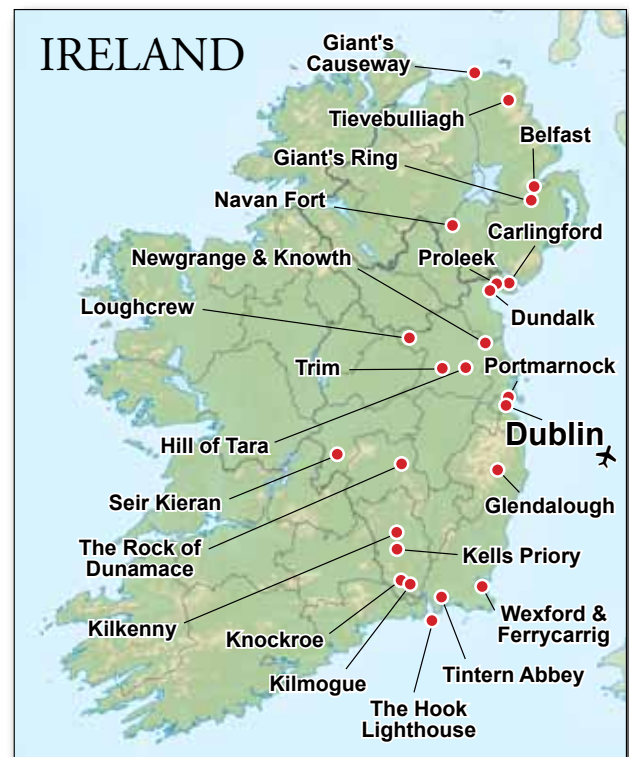 IRELAND
Giant's
Causeway
Tievebulliagh
Belfast
Giant's Ring
Navan Fort
Carlingford
Newgrange & Knowth
Proleek
Loughcrew
Dundalk
Trim
Portmarnock
Dublin
Hill of Tara
Seir Kieran
Glendalough
The Rock of
Dunamace
Kells Priory
Kilkenny
Knockroe
Wexford &
Ferrycarrig
Kilmogue
Tintern Abbey
The Hook
Lighthouse